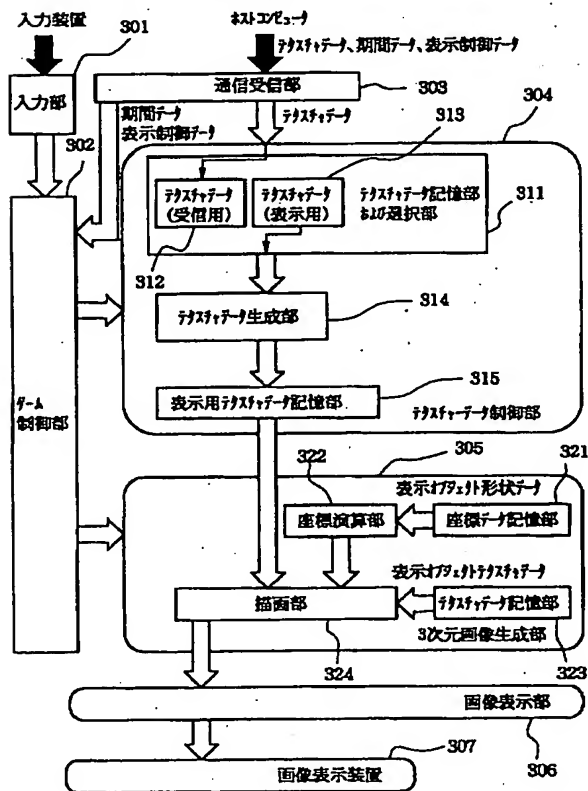 入力装置
301
ホストコンピュータ
テクスチャデータ、期間データ、表示制御データ
入力部
通信受信部
303
302
期間データ
表示制御データ
テクスチャデータ
313
304
テクスチャデータ
(受信用)
テクスチャデータ
(表示用)
テクスチャデータ記憶部
および選択部
311
312
テクスチャデータ生成部
314
ゲーム
制御部
315
表示用テクスチャデータ記憶部
テクスチャーデータ制御部
305
322
表示オブジェクト形状データ
321
座標演算部
座標データ記憶部
表示オブジェクトテクスチャデータ
描画部
テクスチャデータ記憶部
3次元画像生成部
324
323
画像表示部
306
307
画像表示装置